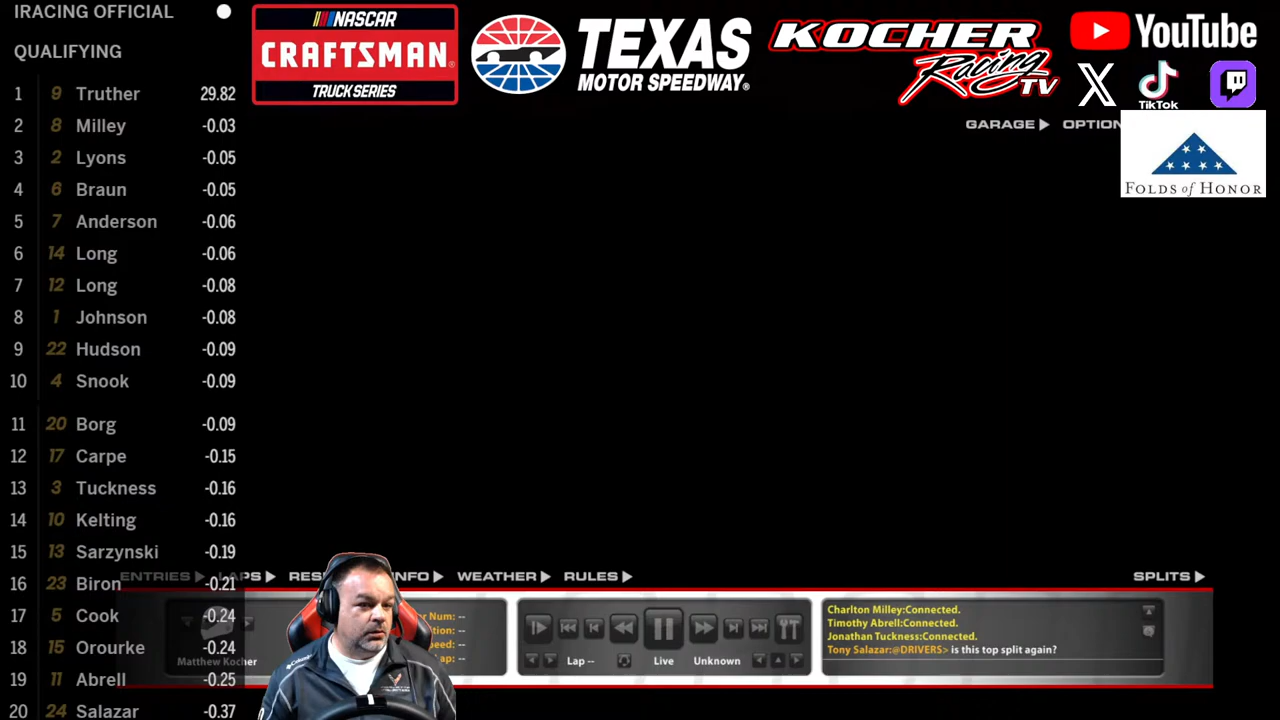 IRACING OFFICIAL
QUALIFYING
1 9 Truther 29.82
2 8 Milley -0.03
3 2 Lyons -0.05
4 6 Braun -0.05
5 7 Anderson -0.06
6 14 Long -0.06
7 12 Long -0.08
8 1 Johnson -0.08
9 22 Hudson -0.09
10 4 Snook -0.09
11 20 Borg -0.09
12 17 Carpe -0.15
13 3 Tuckness -0.16
14 10 Kelting -0.16
15 13 Sarzynski -0.19
16 23 Biron -0.21
17 5 Cook -0.24
18 15 Orourke -0.24
19 11 Abrell -0.25
20 24 Salazar -0.37
NASCAR
CRAFTSMAN
TRUCK SERIES
TEXAS
MOTOR SPEEDWAY
KOCHER
Racing
TV
YouTube
TikTok
GARAGE
FOLDS of HONOR
ENTRIES
WEATHER RULES
SPLITS
Num: --
--
--
--
Matthew Kocher
Lap -- Live Unknown
Charlton Milley:Connected.
Timothy Abrell:Connected.
Jonathan Tuckness:Connected.
Tony Salazar:@DRIVERS> is this top split again?